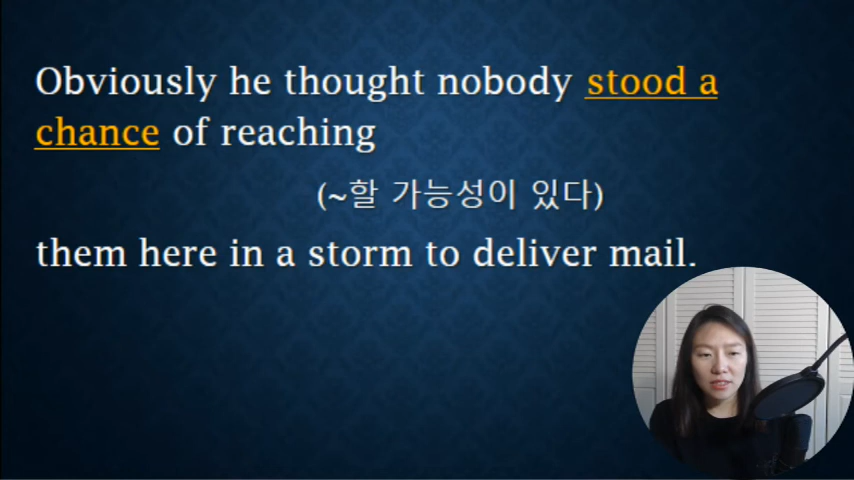 Obviously he thought nobody stood a
chance of reaching
(~할 가능성이 있다)
them here in a storm to deliver mail.